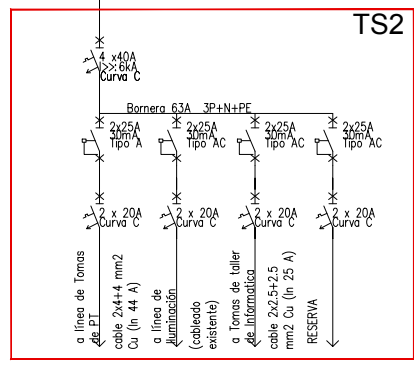 TS2
4 x40A
6kA
Curva C
Bornera 63A 3P+N+PE
2x25A
30mA
Tipo A
2x25A
30mA
Tipo AC
2x25A
30mA
Tipo AC
2x25A
30mA
Tipo AC
2 x 20A
Curva C
2 x 20A
Curva C
2 x 20A
Curva C
2 x 20A
Curva C
a línea de Tomas
de PT
cable 2x4+4 mm2
Cu (In 44 A)
a línea de
iluminación
(cableado
existente)
a Tomas de taller
de Informatica
cable 2x2.5+2.5
mm2 Cu (In 25 A)
RESERVA